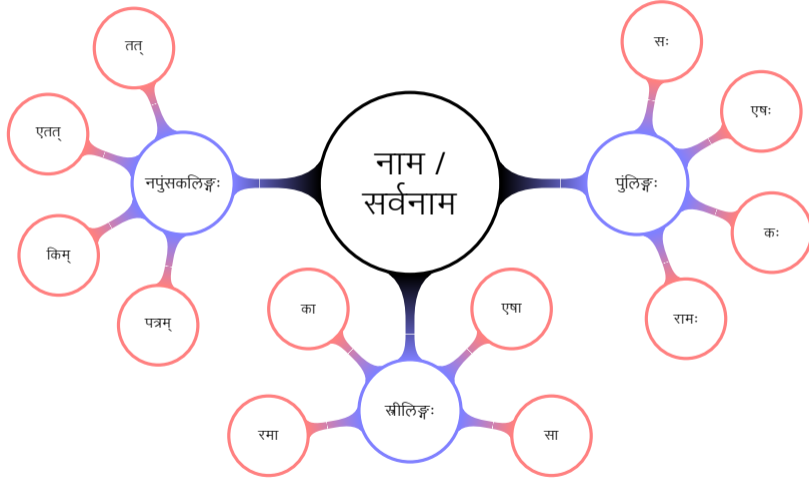 नाम /
सर्वनाम
नपुंसकलिङ्गः
तत्
एतत्
किम्
पत्रम्
स्त्रीलिङ्गः
का
एषा
रमा
सा
पुंलिङ्गः
सः
एषः
कः
रामः